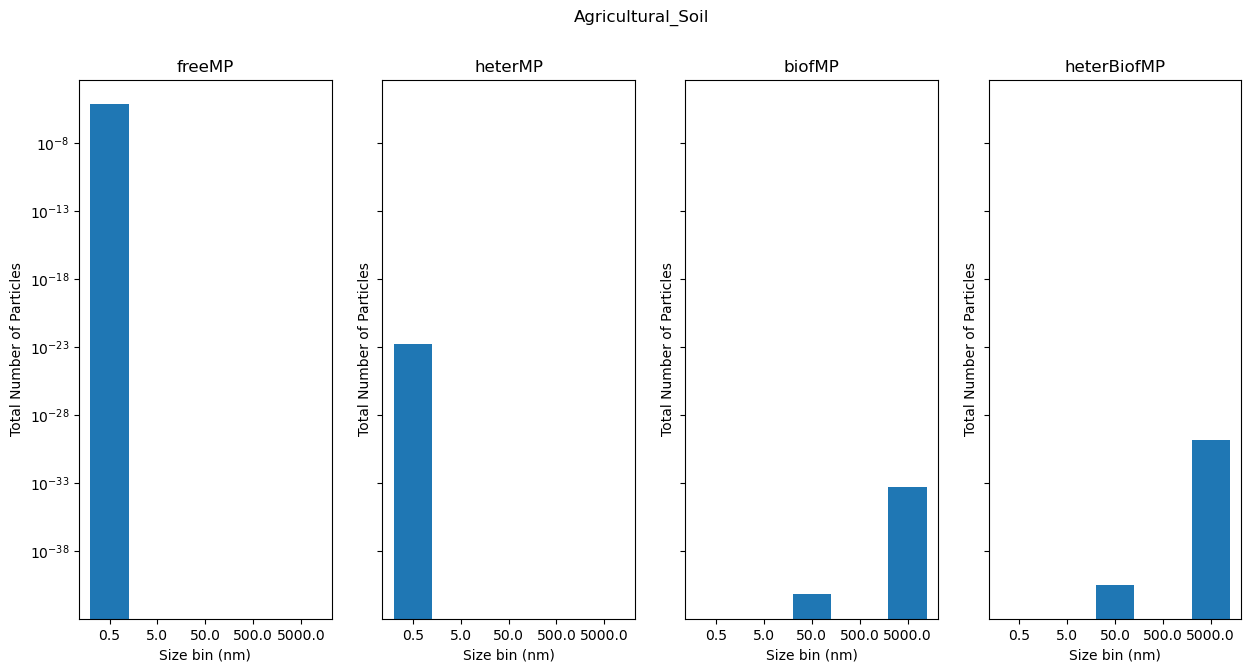 Agricultural_Soil
freeMP
heterMP
biofMP
heterBiofMP
Total Number of Particles
10⁻⁸
10⁻¹³
10⁻¹⁸
10⁻²³
10⁻²⁸
10⁻³³
10⁻³⁸
0.5 5.0 50.0 500.0 5000.0
Size bin (nm)
Total Number of Particles
0.5 5.0 50.0 500.0 5000.0
Size bin (nm)
Total Number of Particles
0.5 5.0 50.0 500.0 5000.0
Size bin (nm)
Total Number of Particles
0.5 5.0 50.0 500.0 5000.0
Size bin (nm)